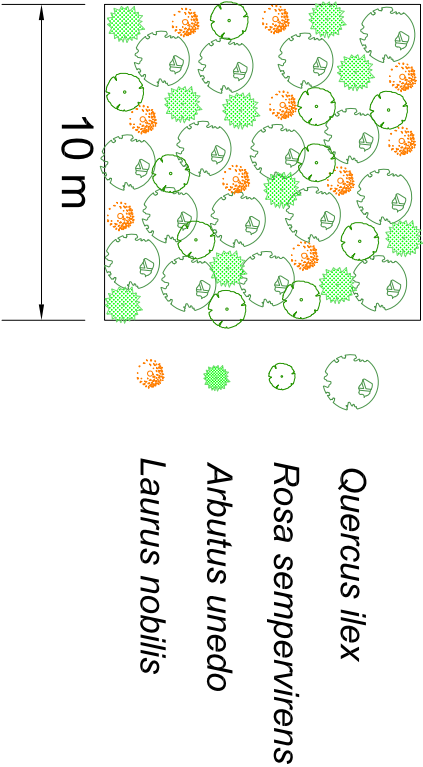 10 m
Quercus ilex
Rosa sempervirens
Arbutus unedo
Laurus nobilis